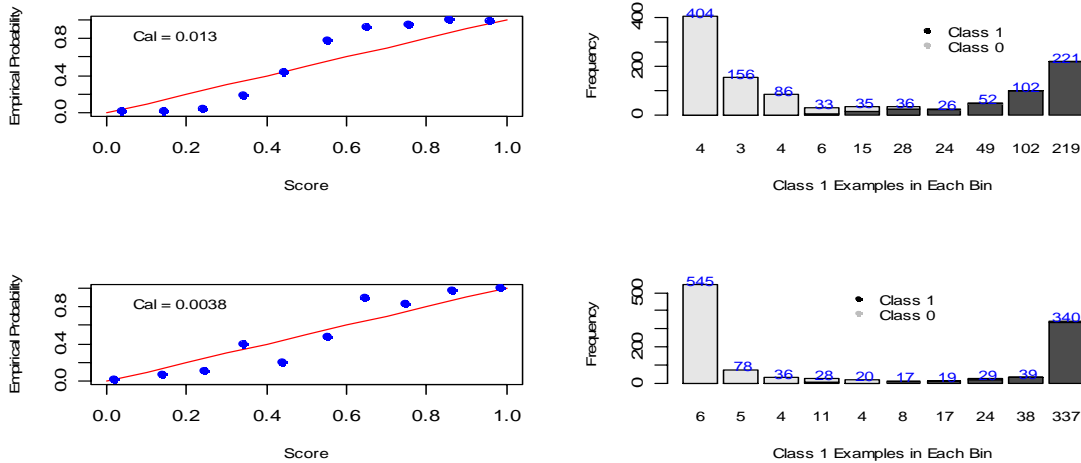 Empirical Probability
0.0 0.4 0.8
Cal = 0.013
0.0 0.2 0.4 0.6 0.8 1.0
Score
Frequency
0 200 400
404 156 86 33 35 36 26 52 102 221
Class 1
Class 0
4 3 4 6 15 28 24 49 102 219
Class 1 Examples in Each Bin
Empirical Probability
0.0 0.4 0.8
Cal = 0.0038
0.0 0.2 0.4 0.6 0.8 1.0
Score
Frequency
0 200 500
545 78 36 28 20 17 19 29 39 340
Class 1
Class 0
6 5 4 11 4 8 17 24 38 337
Class 1 Examples in Each Bin